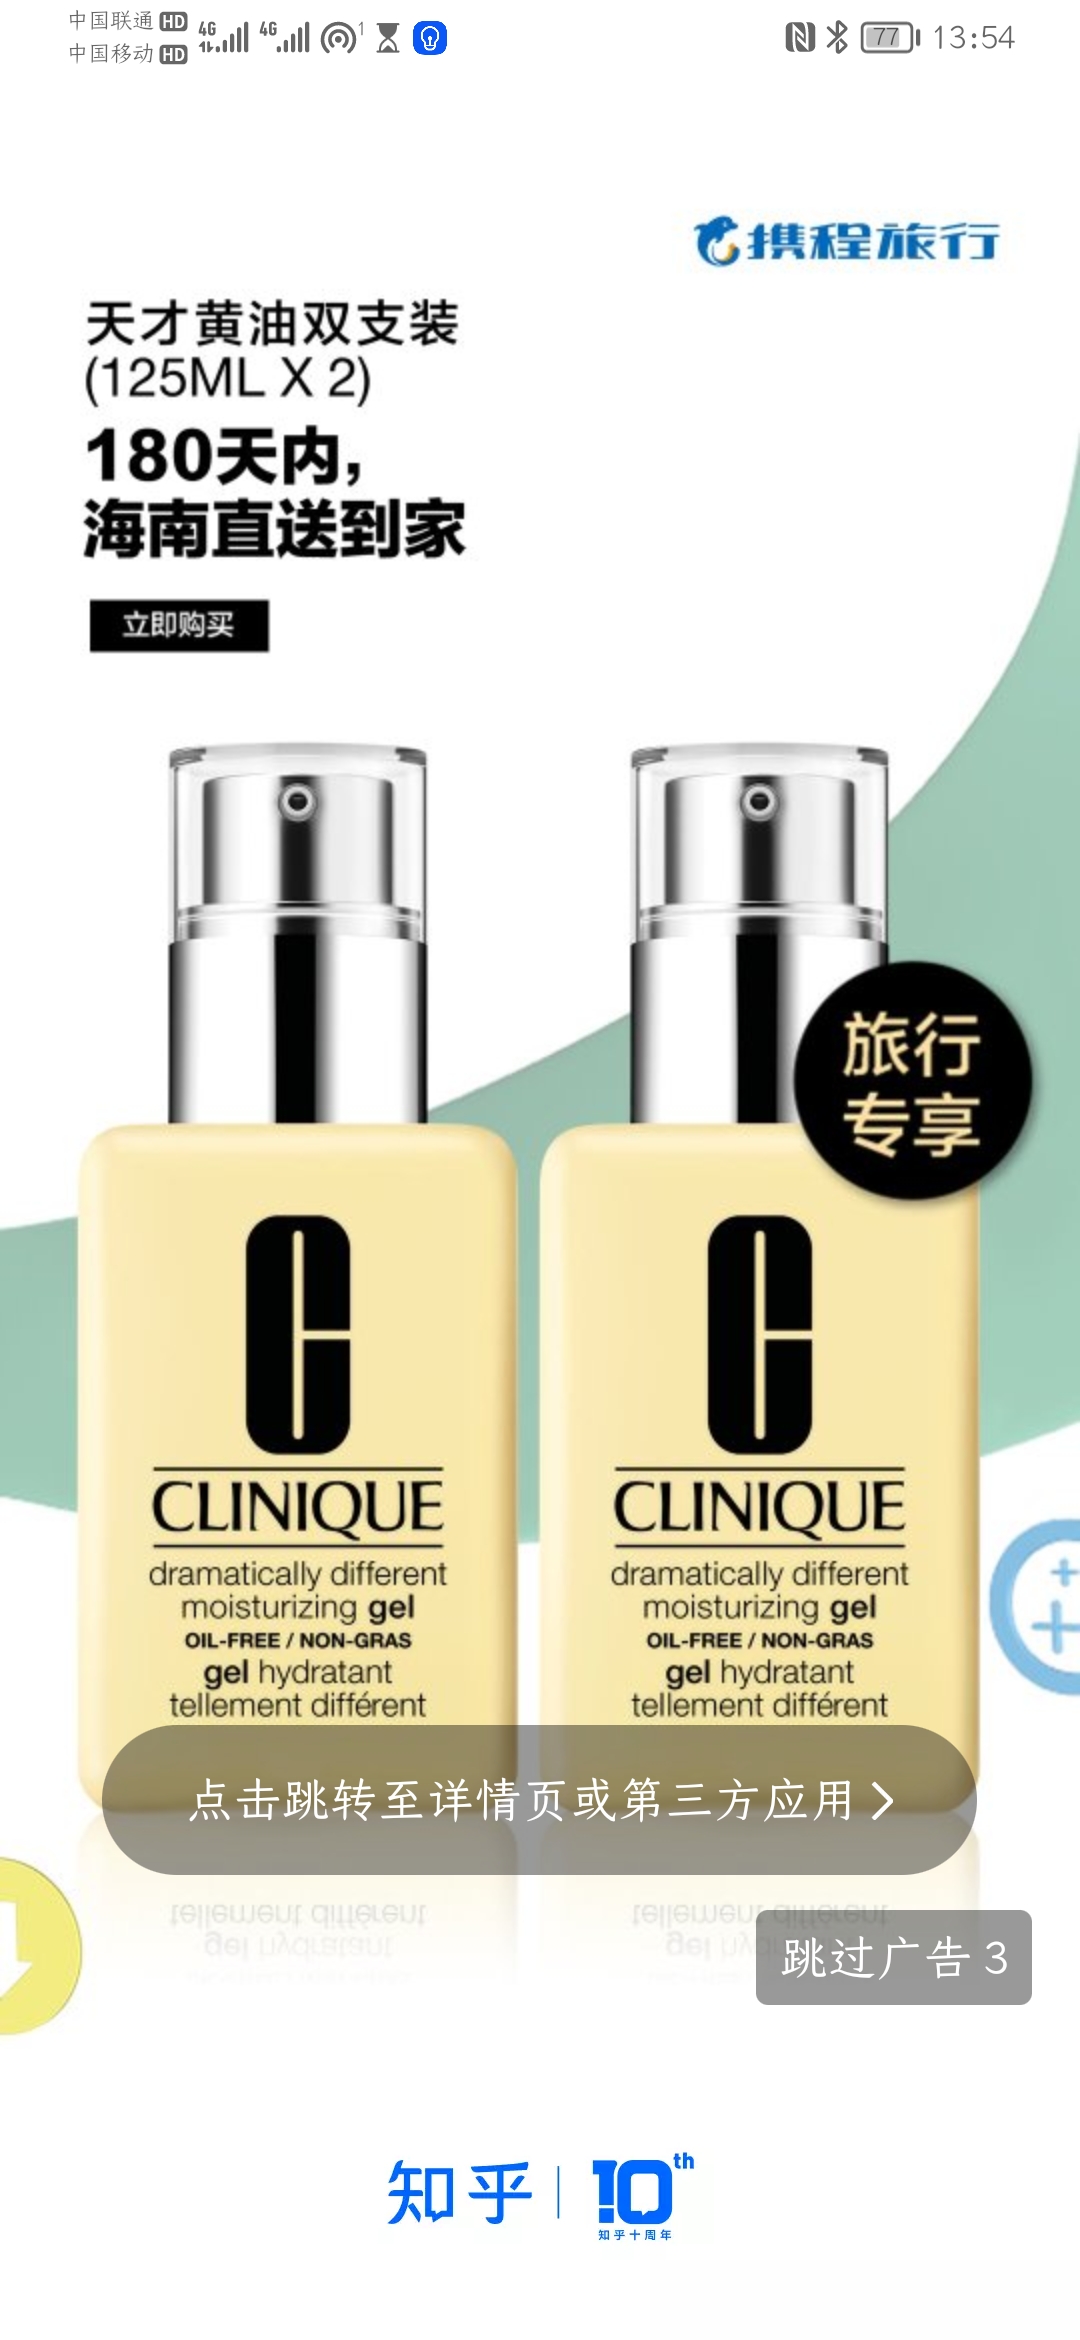 中国联通 HD 4G 4G 1 77 13:54
中国移动 HD
携程旅行
天才黄油双支装
(125ML X 2)
180天内,
海南直送到家
立即购买
旅行
专享
CLINIQUE
dramatically different
moisturizing gel
OIL-FREE / NON-GRAS
gel hydratant
tellement différent
CLINIQUE
dramatically different
moisturizing gel
OIL-FREE / NON-GRAS
gel hydratant
tellement différent
点击跳转至详情页或第三方应用
跳过广告 3
知乎 10th
知乎十周年